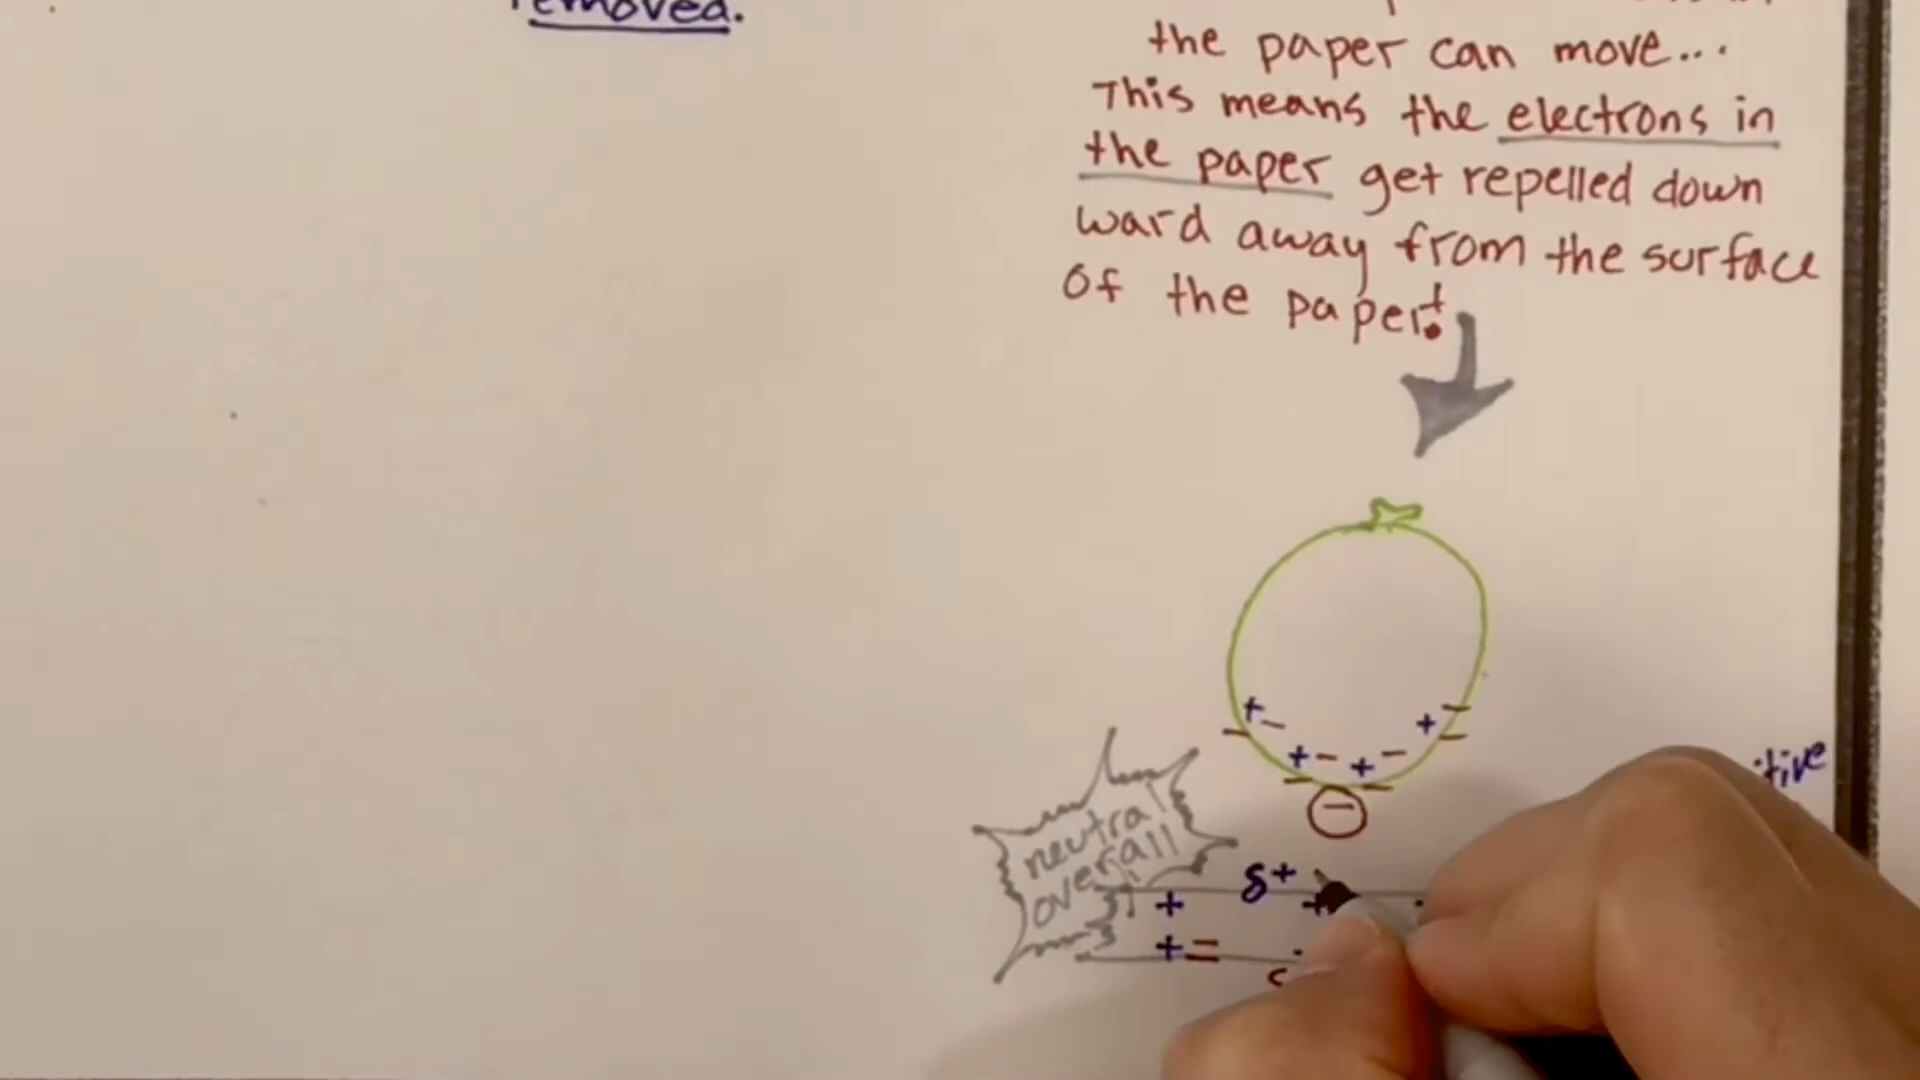 removed.
the paper can move...
This means the electrons in
the paper get repelled down
ward away from the surface
of the paper!
+ -
+ - + - +
-
neutral
overall
δ+
+ +
+ =